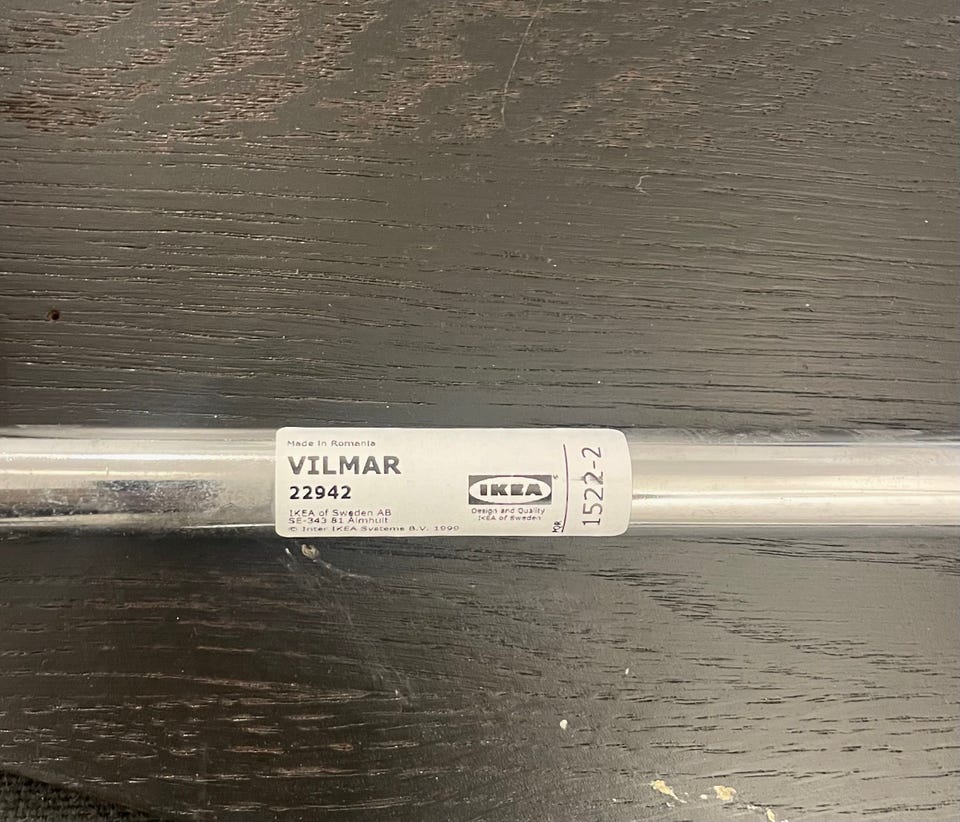 Made in Romania
VILMAR
22942
IKEA of Sweden AB
SE-343 81 Älmhult
© Inter IKEA Systems B.V. 1999
IKEA
Design and Quality
IKEA of Sweden
1522-2